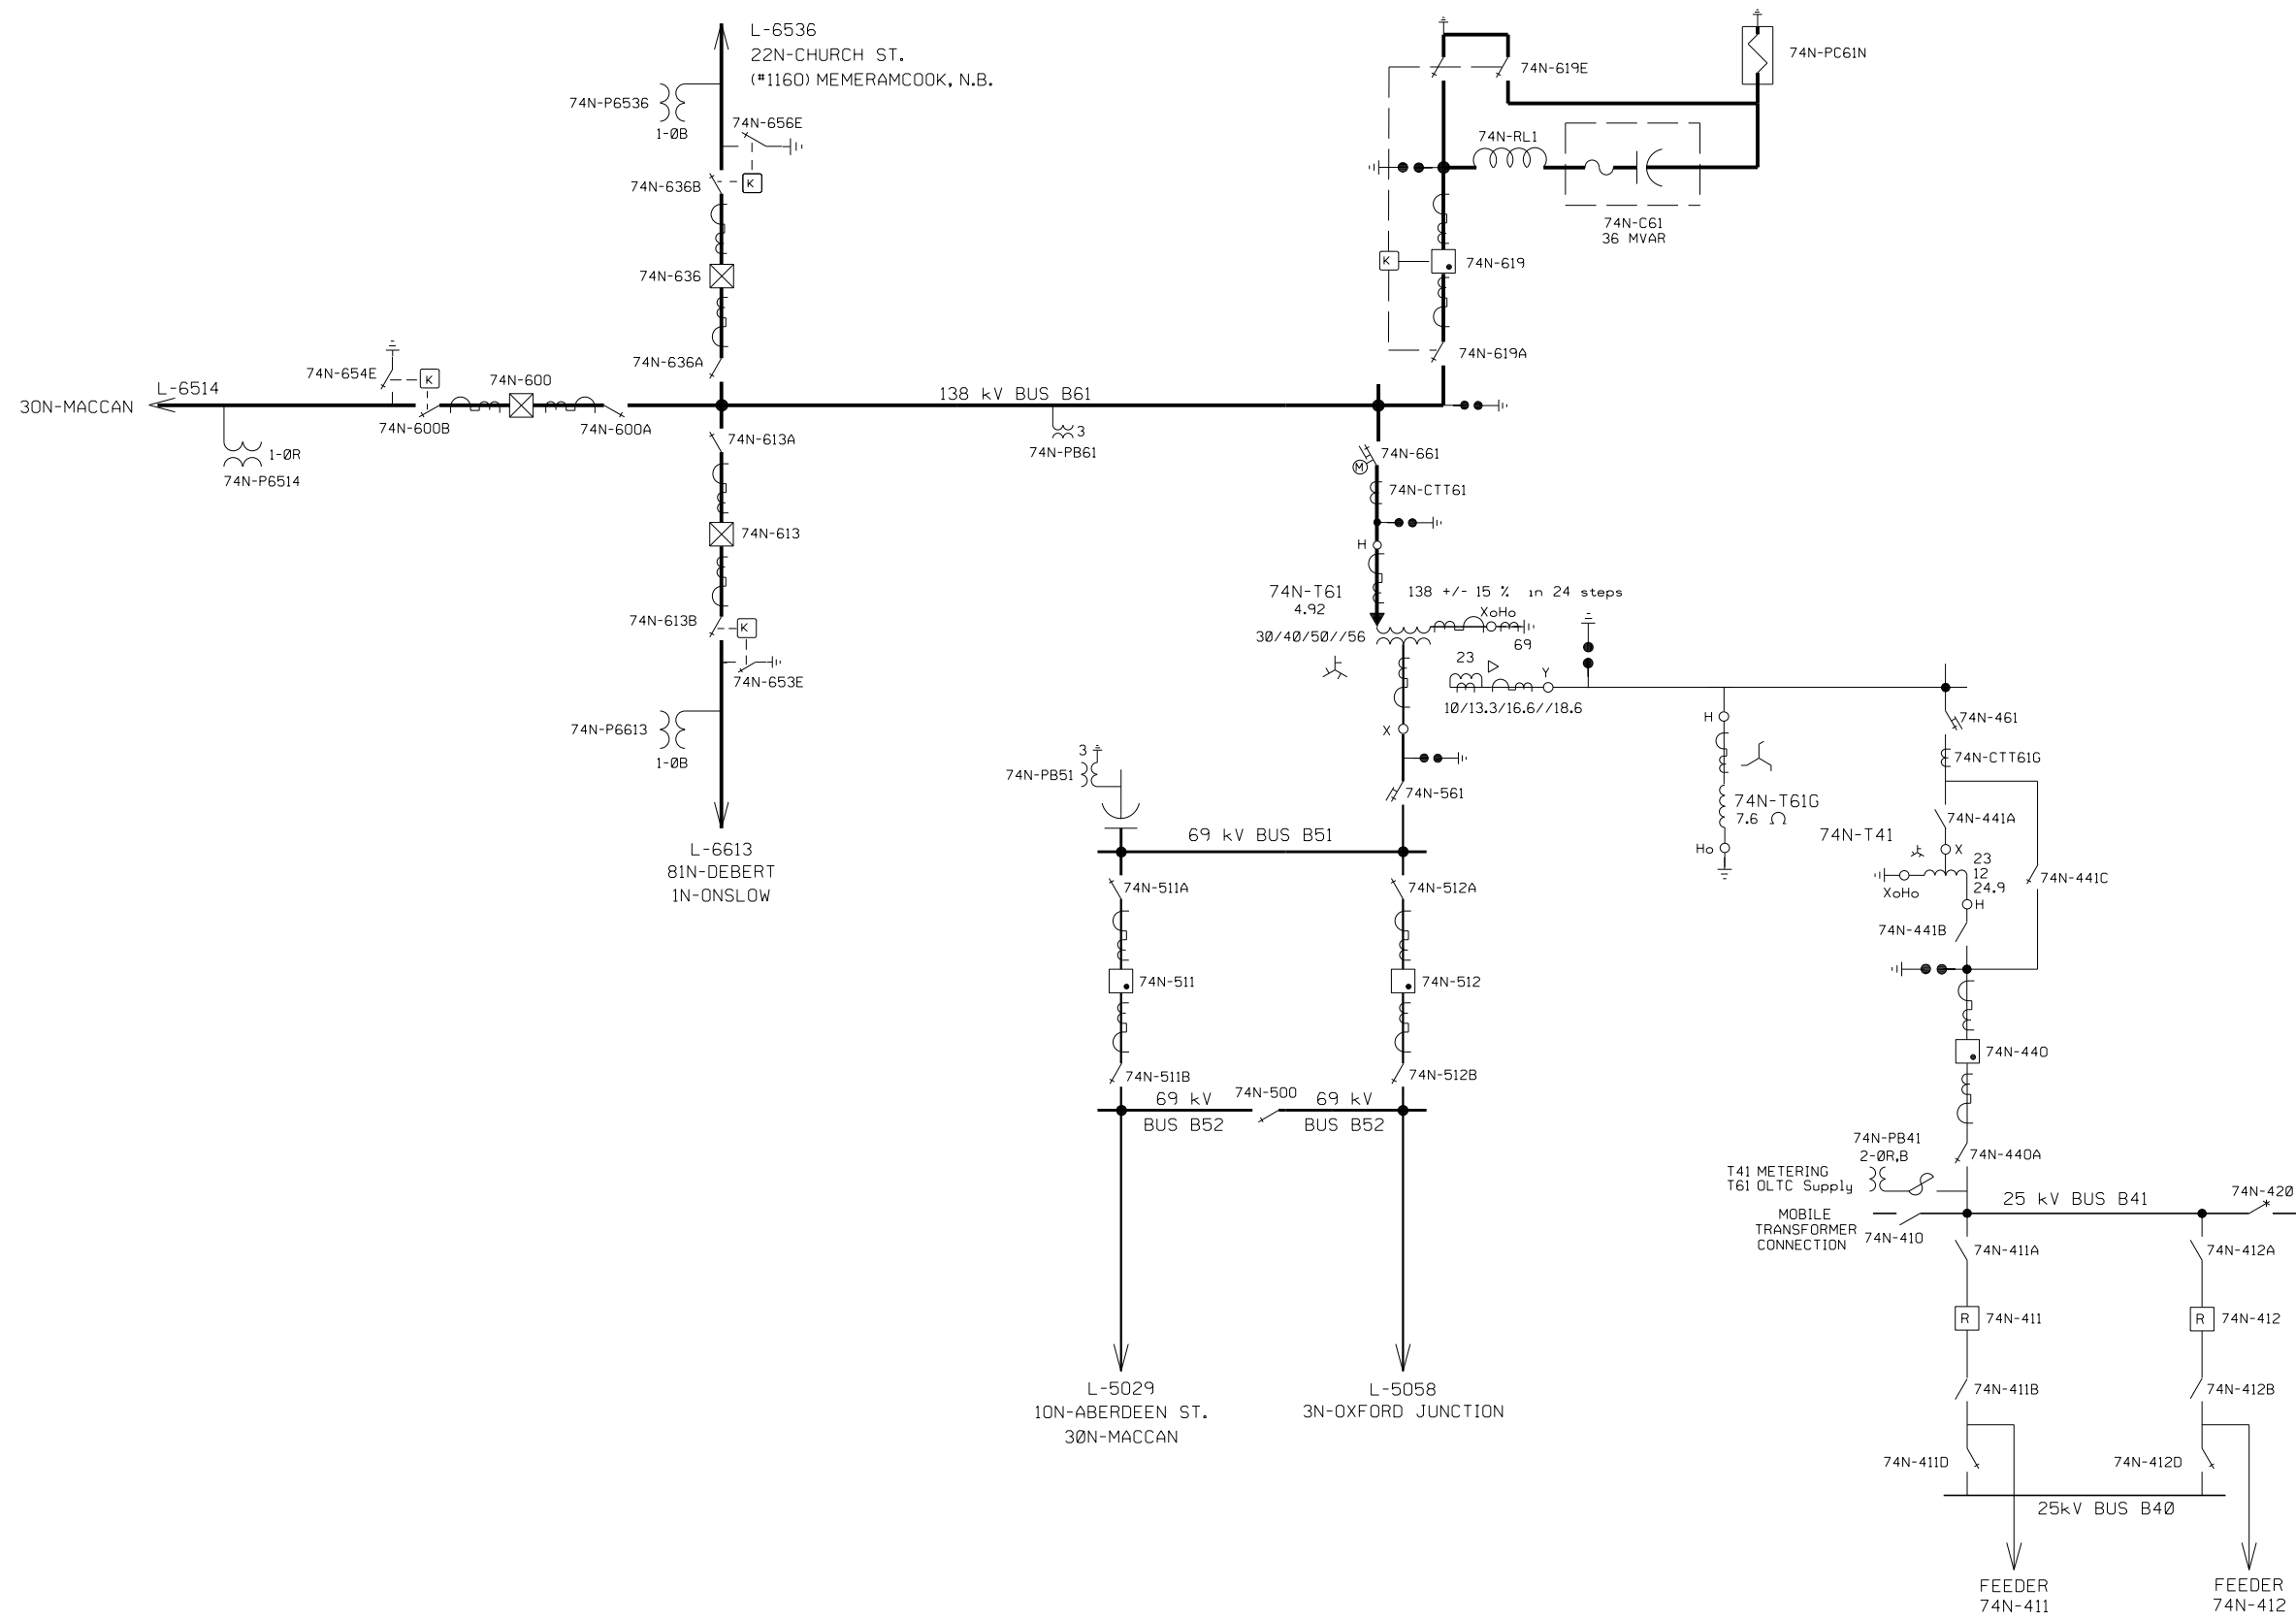 L-6536
22N-CHURCH ST.
(#1160) MEMERAMCOOK, N.B.
74N-P6536
1-ØB
74N-656E
74N-636B
K
74N-636
74N-636A
74N-619E
74N-PC61N
74N-RL1
74N-C61
36 MVAR
K
74N-619
74N-619A
30N-MACCAN
L-6514
74N-654E
K
74N-600
74N-600B
74N-600A
1-ØR
74N-P6514
138 kV BUS B61
3
74N-PB61
74N-613A
74N-613
74N-613B
K
74N-653E
74N-P6613
1-ØB
L-6613
81N-DEBERT
1N-ONSLOW
74N-661
M
74N-CTT61
H
74N-T61
4.92
30/40/50//56
138 +/- 15 % in 24 steps
XoHo
69
23
Y
10/13.3/16.6//18.6
X
74N-561
3
74N-PB51
69 kV BUS B51
74N-511A
74N-512A
74N-511
74N-512
74N-511B
74N-512B
74N-500
69 kV
BUS B52
69 kV
BUS B52
L-5029
10N-ABERDEEN ST.
30N-MACCAN
L-5058
3N-OXFORD JUNCTION
H
74N-T61G
7.6 Ω
Ho
74N-461
74N-CTT61G
74N-441A
74N-T41
X
23
12
24.9
XoHo
H
74N-441C
74N-441B
74N-440
74N-440A
74N-PB41
2-ØR,B
T41 METERING
T61 OLTC Supply
MOBILE
TRANSFORMER
CONNECTION
74N-410
25 kV BUS B41
74N-420
74N-411A
74N-412A
R
74N-411
R
74N-412
74N-411B
74N-412B
74N-411D
74N-412D
25kV BUS B40
FEEDER
74N-411
FEEDER
74N-412